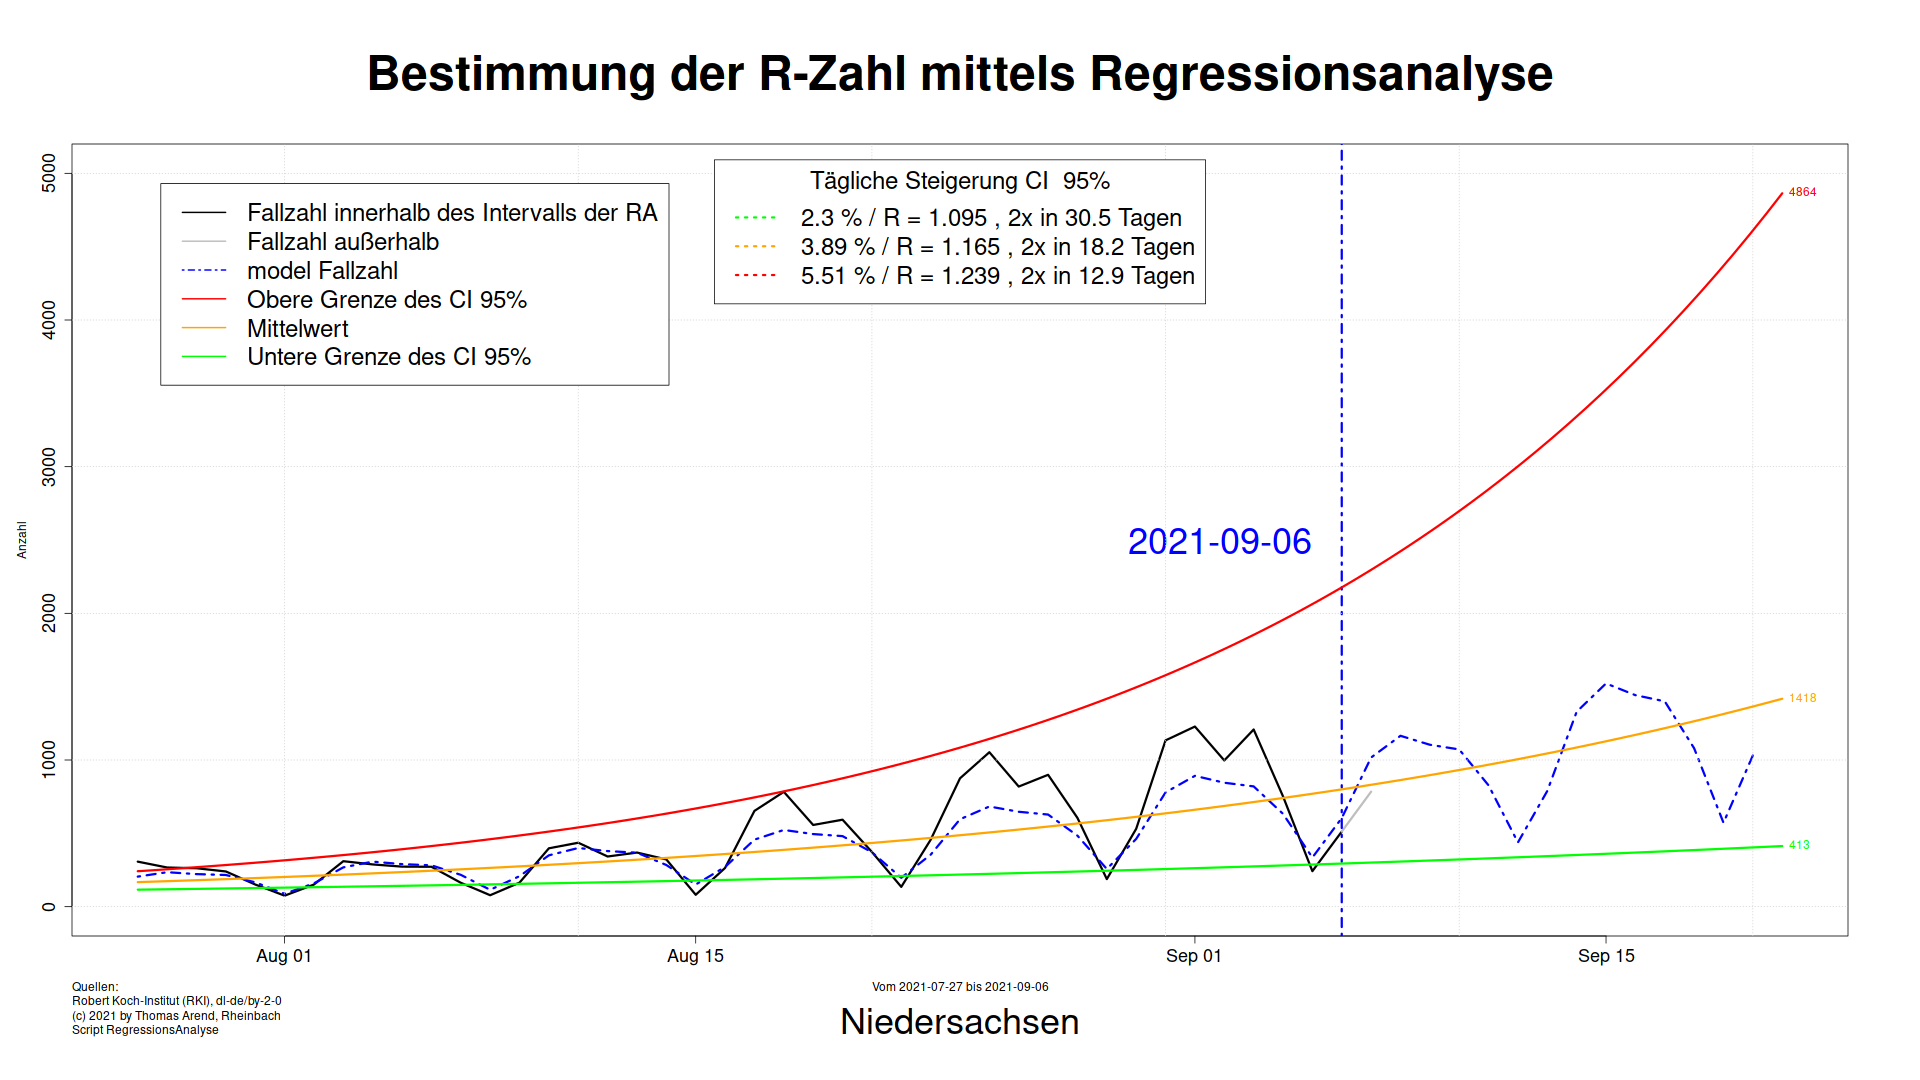 Bestimmung der R-Zahl mittels Regressionsanalyse
Anzahl
5000
4000
3000
2000
1000
0
Fallzahl innerhalb des Intervalls der RA
Fallzahl außerhalb
model Fallzahl
Obere Grenze des CI 95%
Mittelwert
Untere Grenze des CI 95%
Tägliche Steigerung CI  95%
2.3 % / R = 1.095 , 2x in 30.5 Tagen
3.89 % / R = 1.165 , 2x in 18.2 Tagen
5.51 % / R = 1.239 , 2x in 12.9 Tagen
4864
2021-09-06
1418
413
Aug 01
Aug 15
Sep 01
Sep 15
Quellen:
Robert Koch-Institut (RKI), dl-de/by-2-0
(c) 2021 by Thomas Arend, Rheinbach
Script RegressionsAnalyse
Vom 2021-07-27 bis 2021-09-06
Niedersachsen